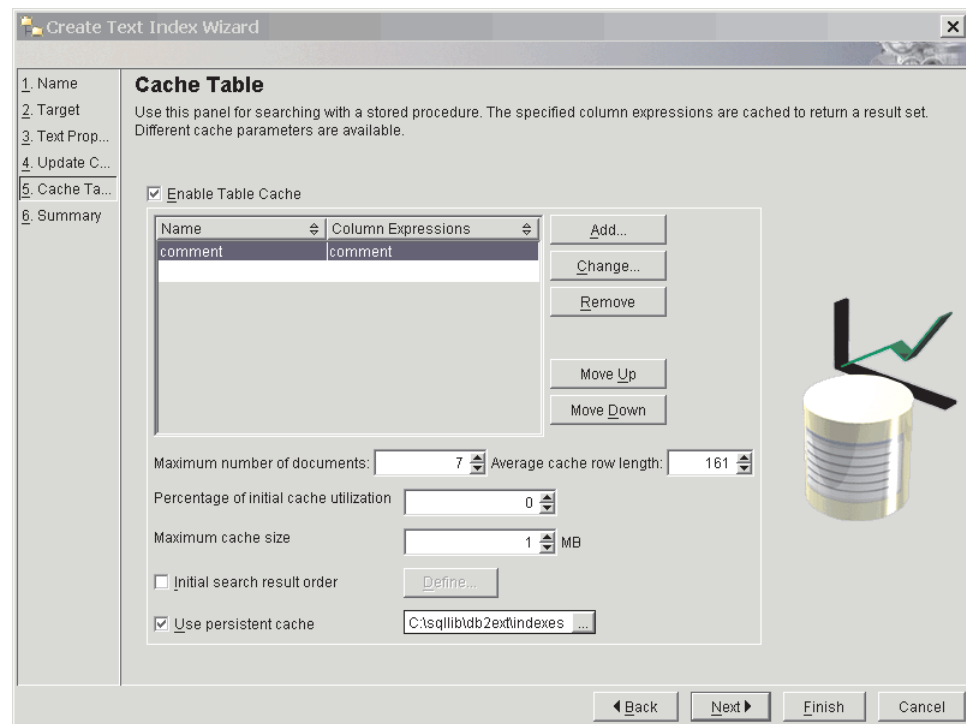 Create Text Index Wizard
1. Name
2. Target
3. Text Prop...
4. Update C...
5. Cache Ta...
6. Summary
Cache Table
Use this panel for searching with a stored procedure. The specified column expressions are cached to return a result set.
Different cache parameters are available.
Enable Table Cache
Name Column Expressions
comment comment
Add...
Change...
Remove
Move Up
Move Down
Maximum number of documents: 7 Average cache row length: 161
Percentage of initial cache utilization 0
Maximum cache size 1 MB
Initial search result order Define...
Use persistent cache C:\sqllib\db2ext\indexes ...
Back Next Finish Cancel